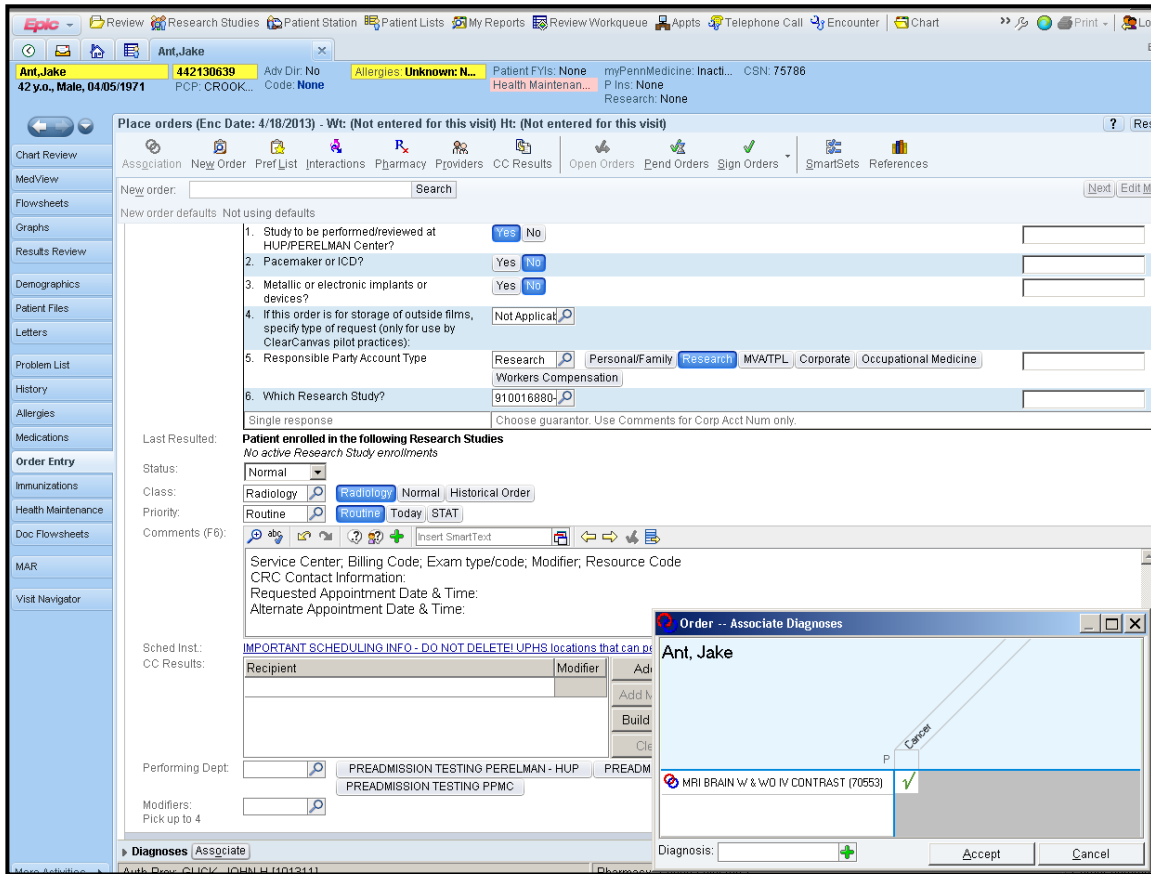 Epic Review Research Studies Patient Station Patient Lists My Reports Review Workqueue Appts Telephone Call Encounter Chart Print Lo
Ant,Jake
Ant,Jake 442130639 Adv Dir: No Allergies: Unknown: N... Patient FYIs: None myPennMedicine: Inacti... CSN: 75786
42 y.o., Male, 04/05/1971 PCP: CROOK... Code: None Health Maintenan... P Ins: None
Research: None
Place orders (Enc Date: 4/18/2013) - Wt: (Not entered for this visit) Ht: (Not entered for this visit) ? Res
Association New Order Pref List Interactions Pharmacy Providers CC Results Open Orders Pend Orders Sign Orders SmartSets References
New order: Search Next Edit M
New order defaults Not using defaults
Chart Review
MedView
Flowsheets
Graphs
Results Review
Demographics
Patient Files
Letters
Problem List
History
Allergies
Medications
Order Entry
Immunizations
Health Maintenance
Doc Flowsheets
MAR
Visit Navigator
More Activities
1. Study to be performed/reviewed at Yes No
HUP/PERELMAN Center?
2. Pacemaker or ICD? Yes No
3. Metallic or electronic implants or Yes No
devices?
4. If this order is for storage of outside films, Not Applicat
specify type of request (only for use by
ClearCanvas pilot practices):
5. Responsible Party Account Type Research Personal/Family Research MVA/TPL Corporate Occupational Medicine
Workers Compensation
6. Which Research Study? 910016880-
Single response Choose guarantor. Use Comments for Corp Acct Num only.
Last Resulted: Patient enrolled in the following Research Studies
No active Research Study enrollments
Status: Normal
Class: Radiology Radiology Normal Historical Order
Priority: Routine Routine Today STAT
Comments (F6): abc Insert SmartText
Service Center; Billing Code; Exam type/code; Modifier; Resource Code
CRC Contact Information:
Requested Appointment Date & Time:
Alternate Appointment Date & Time:
Sched Inst.: IMPORTANT SCHEDULING INFO - DO NOT DELETE! UPHS locations that can pe
CC Results: Recipient Modifier Add
Add M
Build
Cle
Performing Dept: PREADMISSION TESTING PERELMAN - HUP PREADM
PREADMISSION TESTING PPMC
Modifiers:
Pick up to 4
Diagnoses Associate
Auth Prov: GLICK, JOHN H [101311]
Order -- Associate Diagnoses
Ant, Jake
Cancer
P
MRI BRAIN W & WO IV CONTRAST (70553)
Diagnosis: Accept Cancel